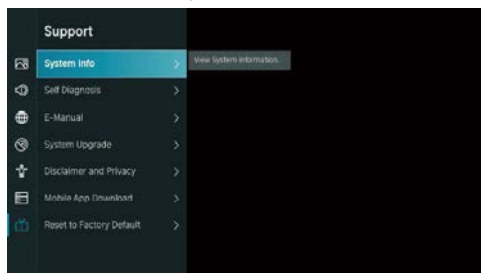 Support
System Info
View System information.
Self Diagnosis
E-Manual
System Upgrade
Disclaimer and Privacy
Mobile App Download
Reset to Factory Default